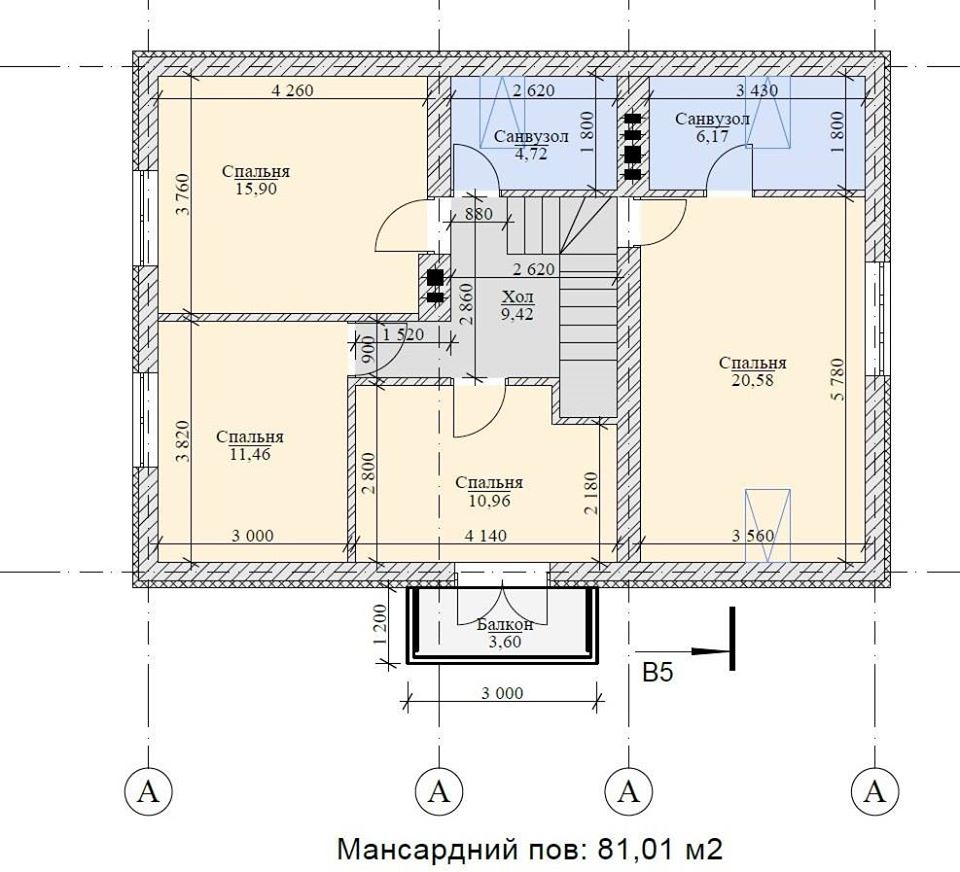 4 260
2 620
3 430
Санвузол
4,72
1 800
Санвузол
6,17
1 800
Спальня
15,90
3 760
880
2 620
Хол
9,42
2 860
1 520
900
Спальня
20,58
5 780
Спальня
11,46
3 820
2 800
Спальня
10,96
2 180
3 000
4 140
3 560
Балкон
3,60
1 200
3 000
В5
А
А
А
А
Мансардний пов: 81,01 м2